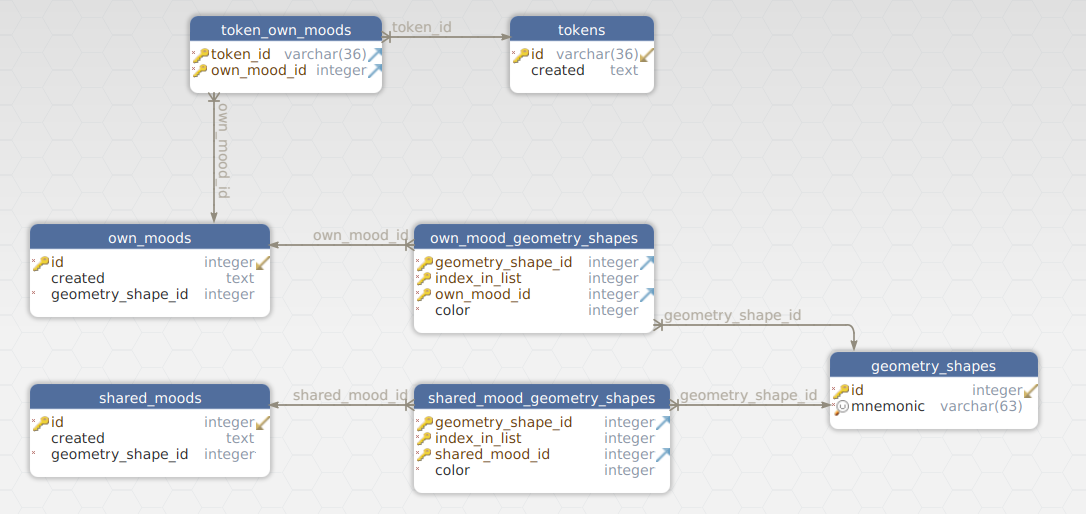 token_own_moods
token_id varchar(36)
own_mood_id integer
token_id
tokens
id varchar(36)
created text
own_mood_id
own_moods
id integer
created text
geometry_shape_id integer
own_mood_id
own_mood_geometry_shapes
geometry_shape_id integer
index_in_list integer
own_mood_id integer
color integer
geometry_shape_id
geometry_shapes
id integer
mnemonic varchar(63)
shared_moods
id integer
created text
geometry_shape_id integer
shared_mood_id
shared_mood_geometry_shapes
geometry_shape_id integer
index_in_list integer
shared_mood_id integer
color integer
geometry_shape_id